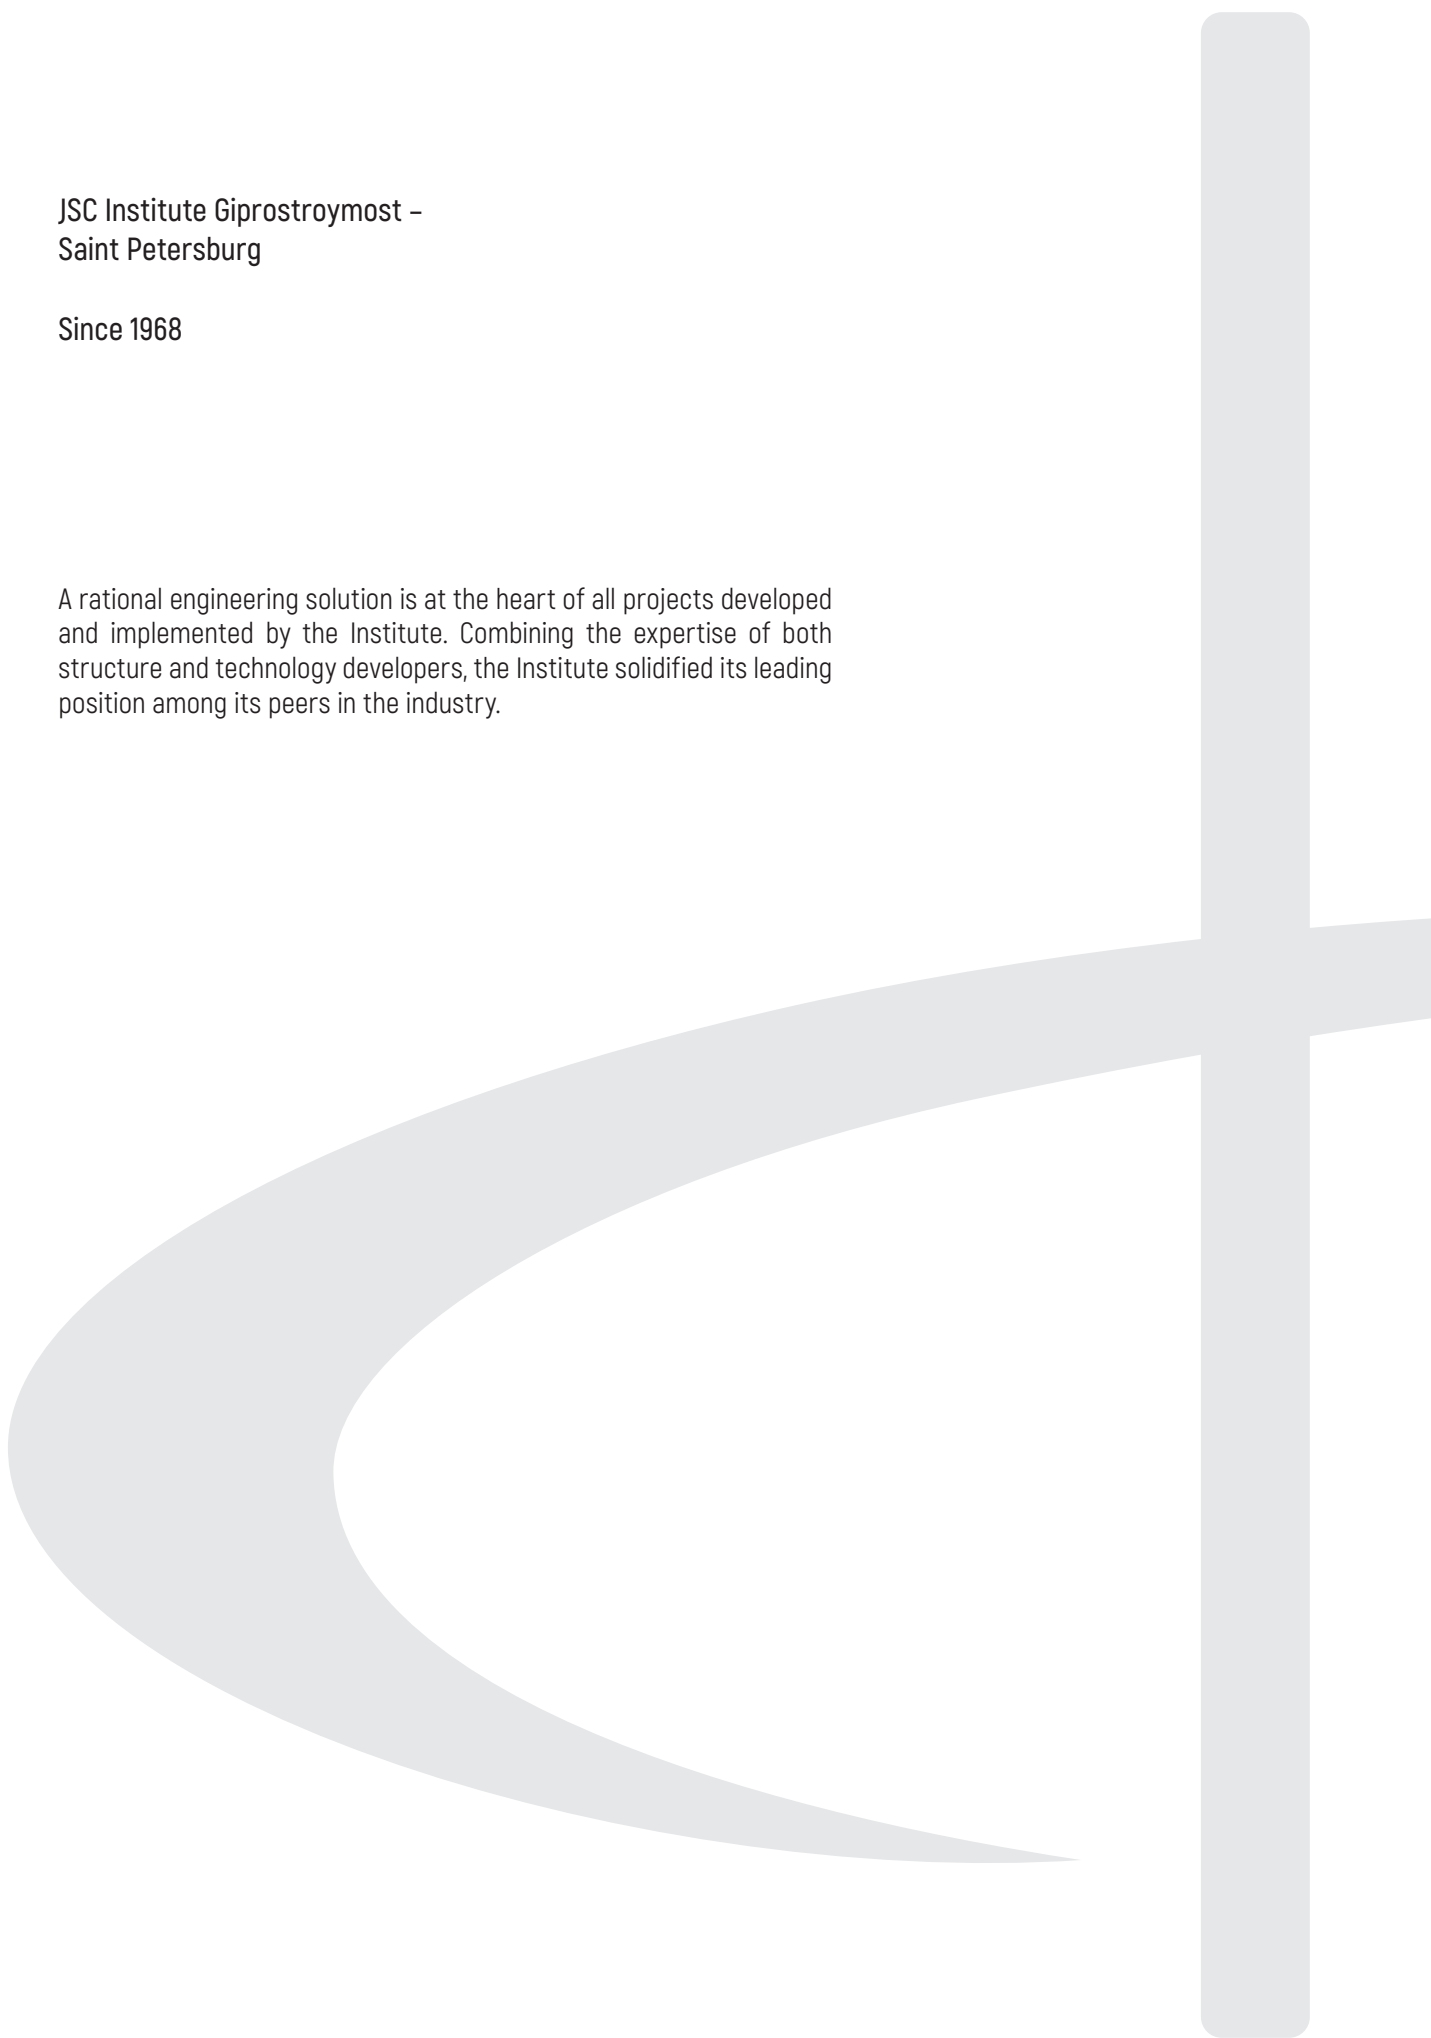 JSC Institute Giprostroymost –
Saint Petersburg
Since 1968
A rational engineering solution is at the heart of all projects developed
and implemented by the Institute. Combining the expertise of both
structure and technology developers, the Institute solidified its leading
position among its peers in the industry.